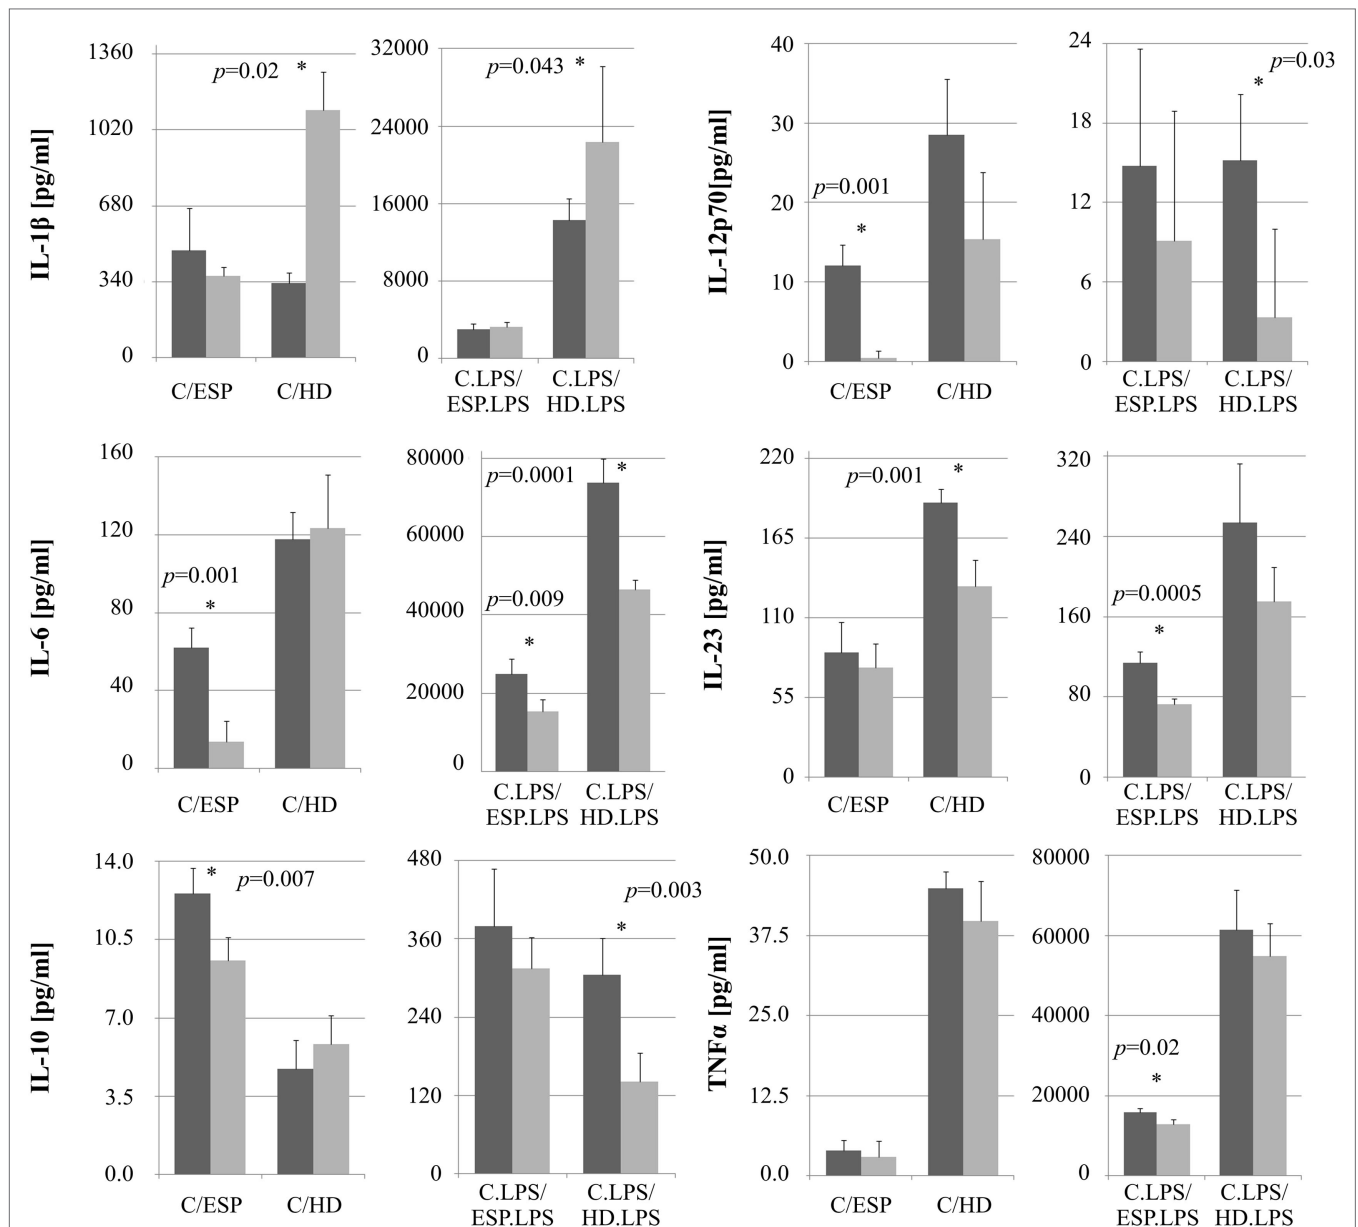 IL-1β [pg/ml]
1360
1020
680
340
0
p=0.02
*
C/ESP
C/HD
32000
24000
16000
8000
0
p=0.043
*
C.LPS/
ESP.LPS
C.LPS/
HD.LPS
IL-12p70[pg/ml]
40
30
20
10
0
p=0.001
*
C/ESP
C/HD
24
18
12
6
0
p=0.03
*
C.LPS/
ESP.LPS
C.LPS/
HD.LPS
IL-6 [pg/ml]
160
120
80
40
0
p=0.001
*
C/ESP
C/HD
80000
60000
40000
20000
0
p=0.0001
*
p=0.009
*
C.LPS/
ESP.LPS
C.LPS/
HD.LPS
IL-23 [pg/ml]
220
165
110
55
0
p=0.001
*
C/ESP
C/HD
320
240
160
80
0
p=0.0005
*
C.LPS/
ESP.LPS
C.LPS/
HD.LPS
IL-10 [pg/ml]
14.0
10.5
7.0
3.5
0.0
*
p=0.007
C/ESP
C/HD
480
360
240
120
0
p=0.003
*
C.LPS/
ESP.LPS
C.LPS/
HD.LPS
TNFα [pg/ml]
50.0
37.5
25.0
12.5
0.0
C/ESP
C/HD
80000
60000
40000
20000
0
p=0.02
*
C.LPS/
ESP.LPS
C.LPS/
HD.LPS